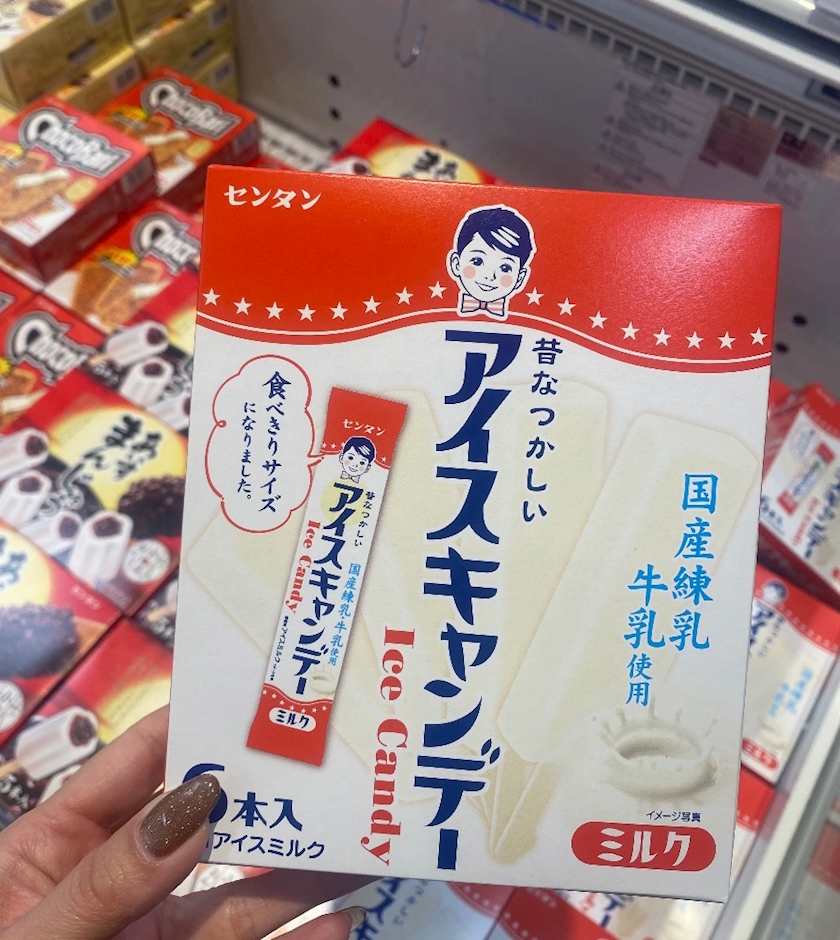 センタン
昔なつかしい
アイスキャンデー
Ice Candy
食べきりサイズ
になりました。
センタン
昔なつかしい
アイスキャンデー
Ice Candy
国産練乳・牛乳使用
ミルク
国産練乳
牛乳使用
イメージ写真
ミルク
6本入
アイスミルク
ChocoBari
ChocoBari